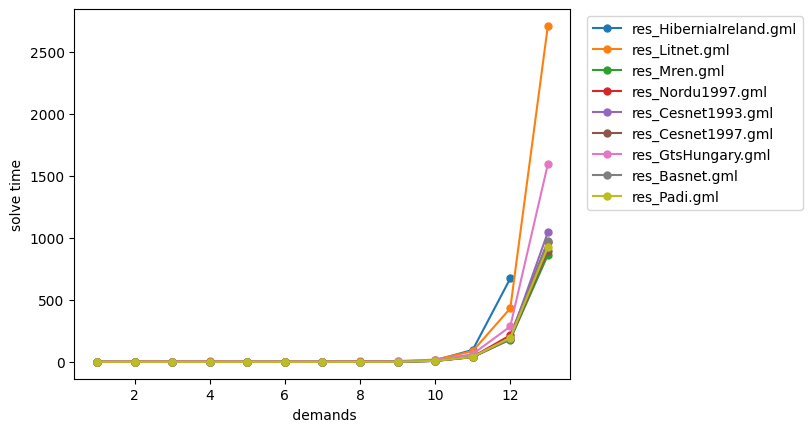 2500
2000
1500
1000
500
0
solve time
2 4 6 8 10 12
demands
res_HiberniaIreland.gml
res_Litnet.gml
res_Mren.gml
res_Nordu1997.gml
res_Cesnet1993.gml
res_Cesnet1997.gml
res_GtsHungary.gml
res_Basnet.gml
res_Padi.gml